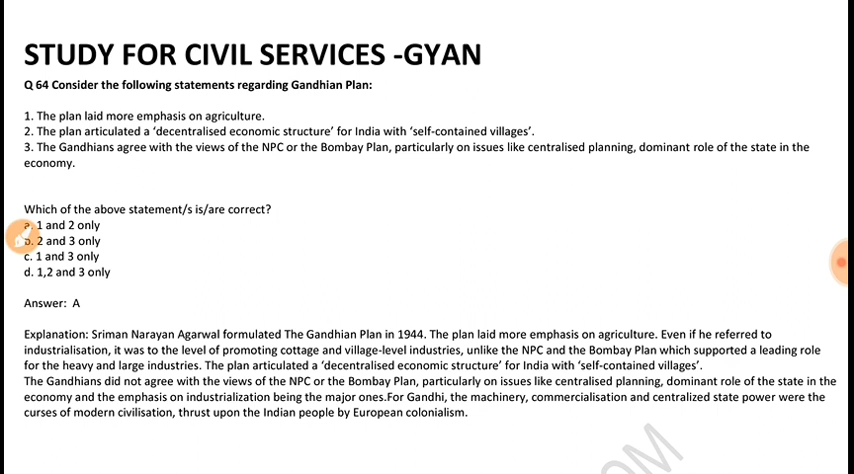 STUDY FOR CIVIL SERVICES -GYAN
Q 64 Consider the following statements regarding Gandhian Plan:
1. The plan laid more emphasis on agriculture.
2. The plan articulated a ‘decentralised economic structure’ for India with ‘self-contained villages’.
3. The Gandhians agree with the views of the NPC or the Bombay Plan, particularly on issues like centralised planning, dominant role of the state in the
economy.
Which of the above statement/s is/are correct?
a. 1 and 2 only
b. 2 and 3 only
c. 1 and 3 only
d. 1,2 and 3 only
Answer: A
Explanation: Sriman Narayan Agarwal formulated The Gandhian Plan in 1944. The plan laid more emphasis on agriculture. Even if he referred to
industrialisation, it was to the level of promoting cottage and village-level industries, unlike the NPC and the Bombay Plan which supported a leading role
for the heavy and large industries. The plan articulated a ‘decentralised economic structure’ for India with ‘self-contained villages’.
The Gandhians did not agree with the views of the NPC or the Bombay Plan, particularly on issues like centralised planning, dominant role of the state in the
economy and the emphasis on industrialization being the major ones.For Gandhi, the machinery, commercialisation and centralized state power were the
curses of modern civilisation, thrust upon the Indian people by European colonialism.
OM